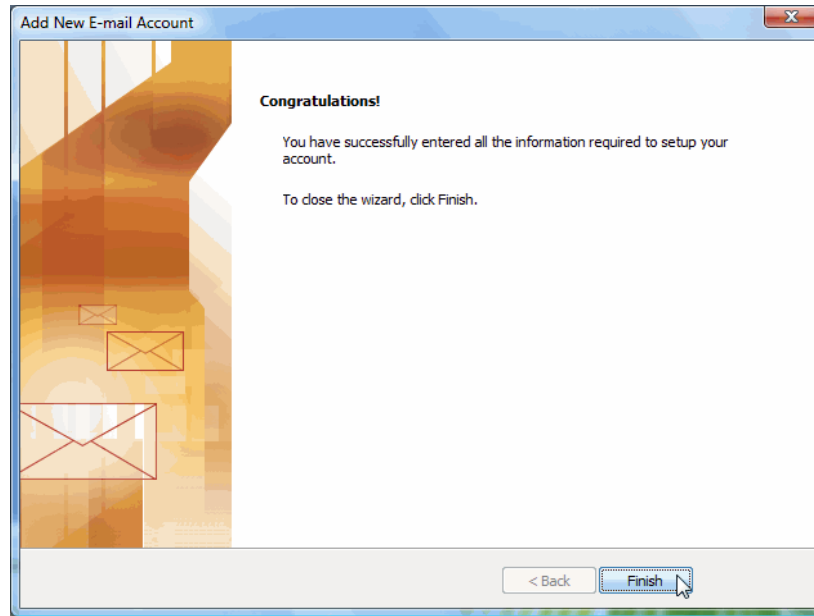 Add New E-mail Account
Congratulations!
You have successfully entered all the information required to setup your
account.
To close the wizard, click Finish.
< Back
Finish